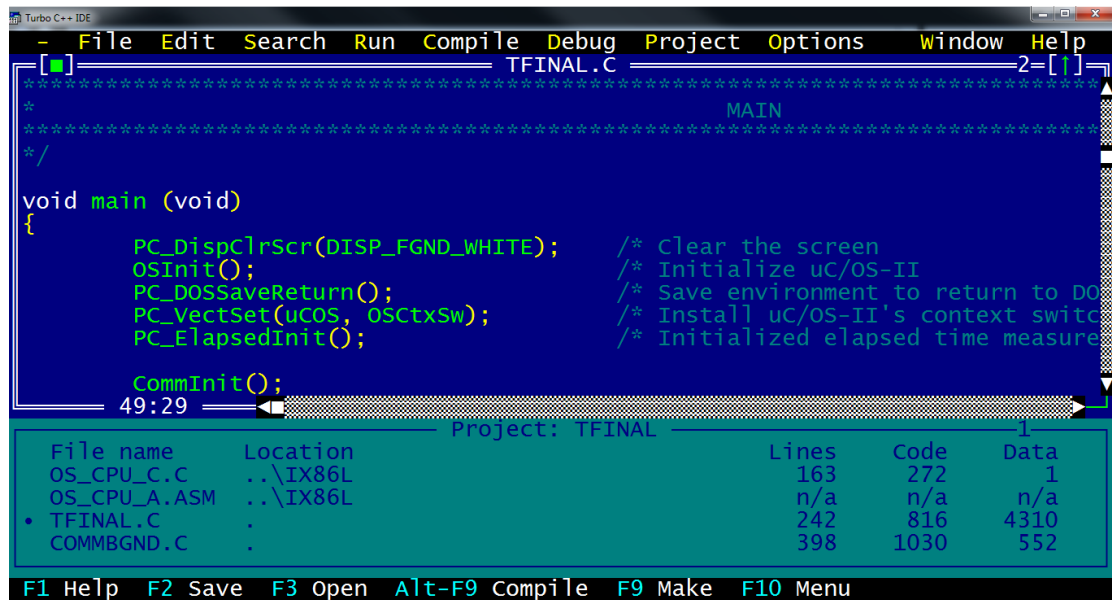 Turbo C++ IDE
– File Edit Search Run Compile Debug Project Options Window Help
[■] TFINAL.C 2=[↑]
******************************************************************************
* MAIN
******************************************************************************
*/
void main (void)
{
PC_DispClrScr(DISP_FGND_WHITE); /* Clear the screen
OSInit(); /* Initialize uC/OS-II
PC_DOSSaveReturn(); /* Save environment to return to DO
PC_VectSet(uCOS, OSCtxSw); /* Install uC/OS-II's context switc
PC_ElapsedInit(); /* Initialized elapsed time measure
CommInit();
49:29
Project: TFINAL 1
File name Location Lines Code Data
OS_CPU_C.C ..\IX86L 163 272 1
OS_CPU_A.ASM ..\IX86L n/a n/a n/a
• TFINAL.C . 242 816 4310
COMMBGND.C . 398 1030 552
F1 Help F2 Save F3 Open Alt-F9 Compile F9 Make F10 Menu